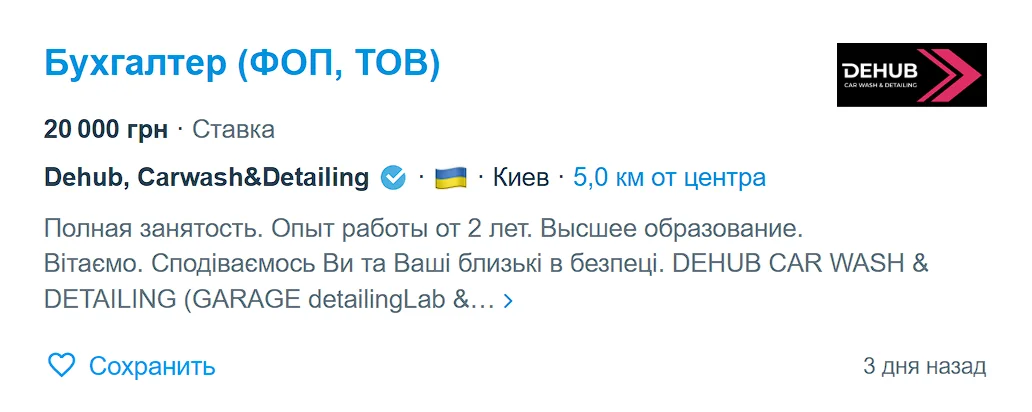 Бухгалтер (ФОП, ТОВ)
DEHUB
CAR WASH & DETAILING
20 000 грн · Ставка
Dehub, Carwash&Detailing · 🇺🇦 · Киев · 5,0 км от центра
Полная занятость. Опыт работы от 2 лет. Высшее образование.
Вітаємо. Сподіваємось Ви та Ваші близькі в безпеці. DEHUB CAR WASH &
DETAILING (GARAGE detailingLab &…
Сохранить
3 дня назад